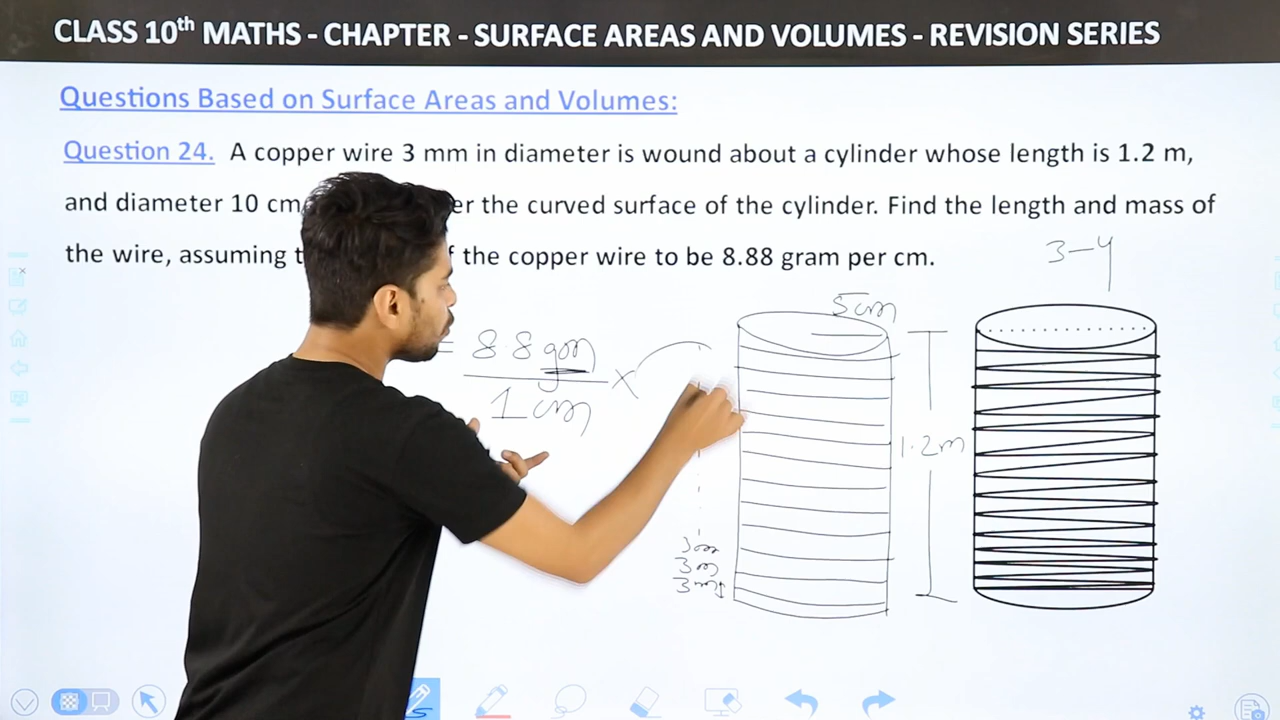 CLASS 10th MATHS - CHAPTER - SURFACE AREAS AND VOLUMES - REVISION SERIES
Questions Based on Surface Areas and Volumes:
Question 24. A copper wire 3 mm in diameter is wound about a cylinder whose length is 1.2 m,
and diameter 10 cm er the curved surface of the cylinder. Find the length and mass of
the wire, assuming t f the copper wire to be 8.88 gram per cm.
3-4
5cm
= 8.8 gm
1 cm
×
1.2m
3m
3m
3m